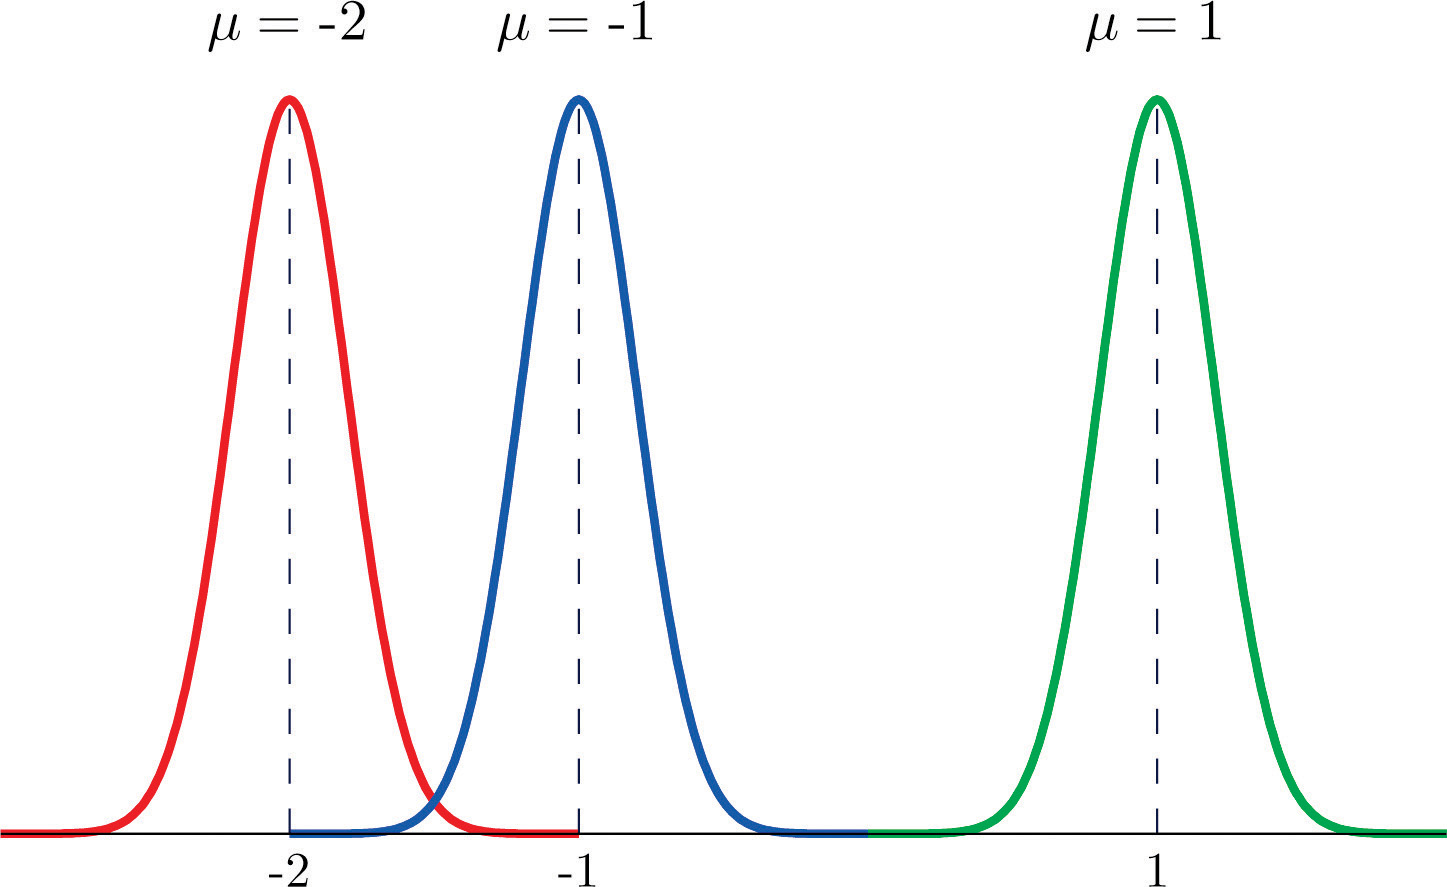 μ = -2 μ = -1 μ = 1
-2 -1 1